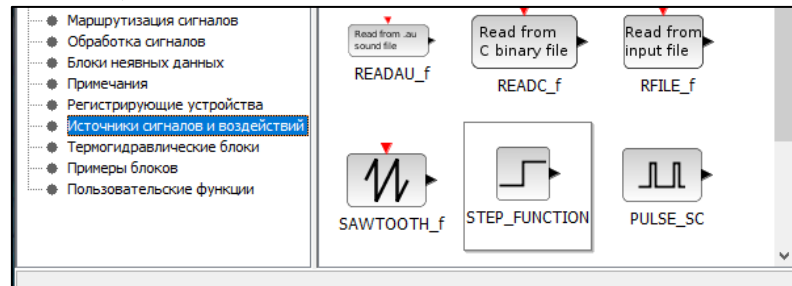 Маршрутизация сигналов
Обработка сигналов
Блоки неявных данных
Примечания
Регистрирующие устройства
Источники сигналов и воздействий
Термогидравлические блоки
Примеры блоков
Пользовательские функции
Read from .au
sound file
READAU_f
Read from
C binary file
READC_f
Read from
input file
RFILE_f
SAWTOOTH_f
STEP_FUNCTION
PULSE_SC